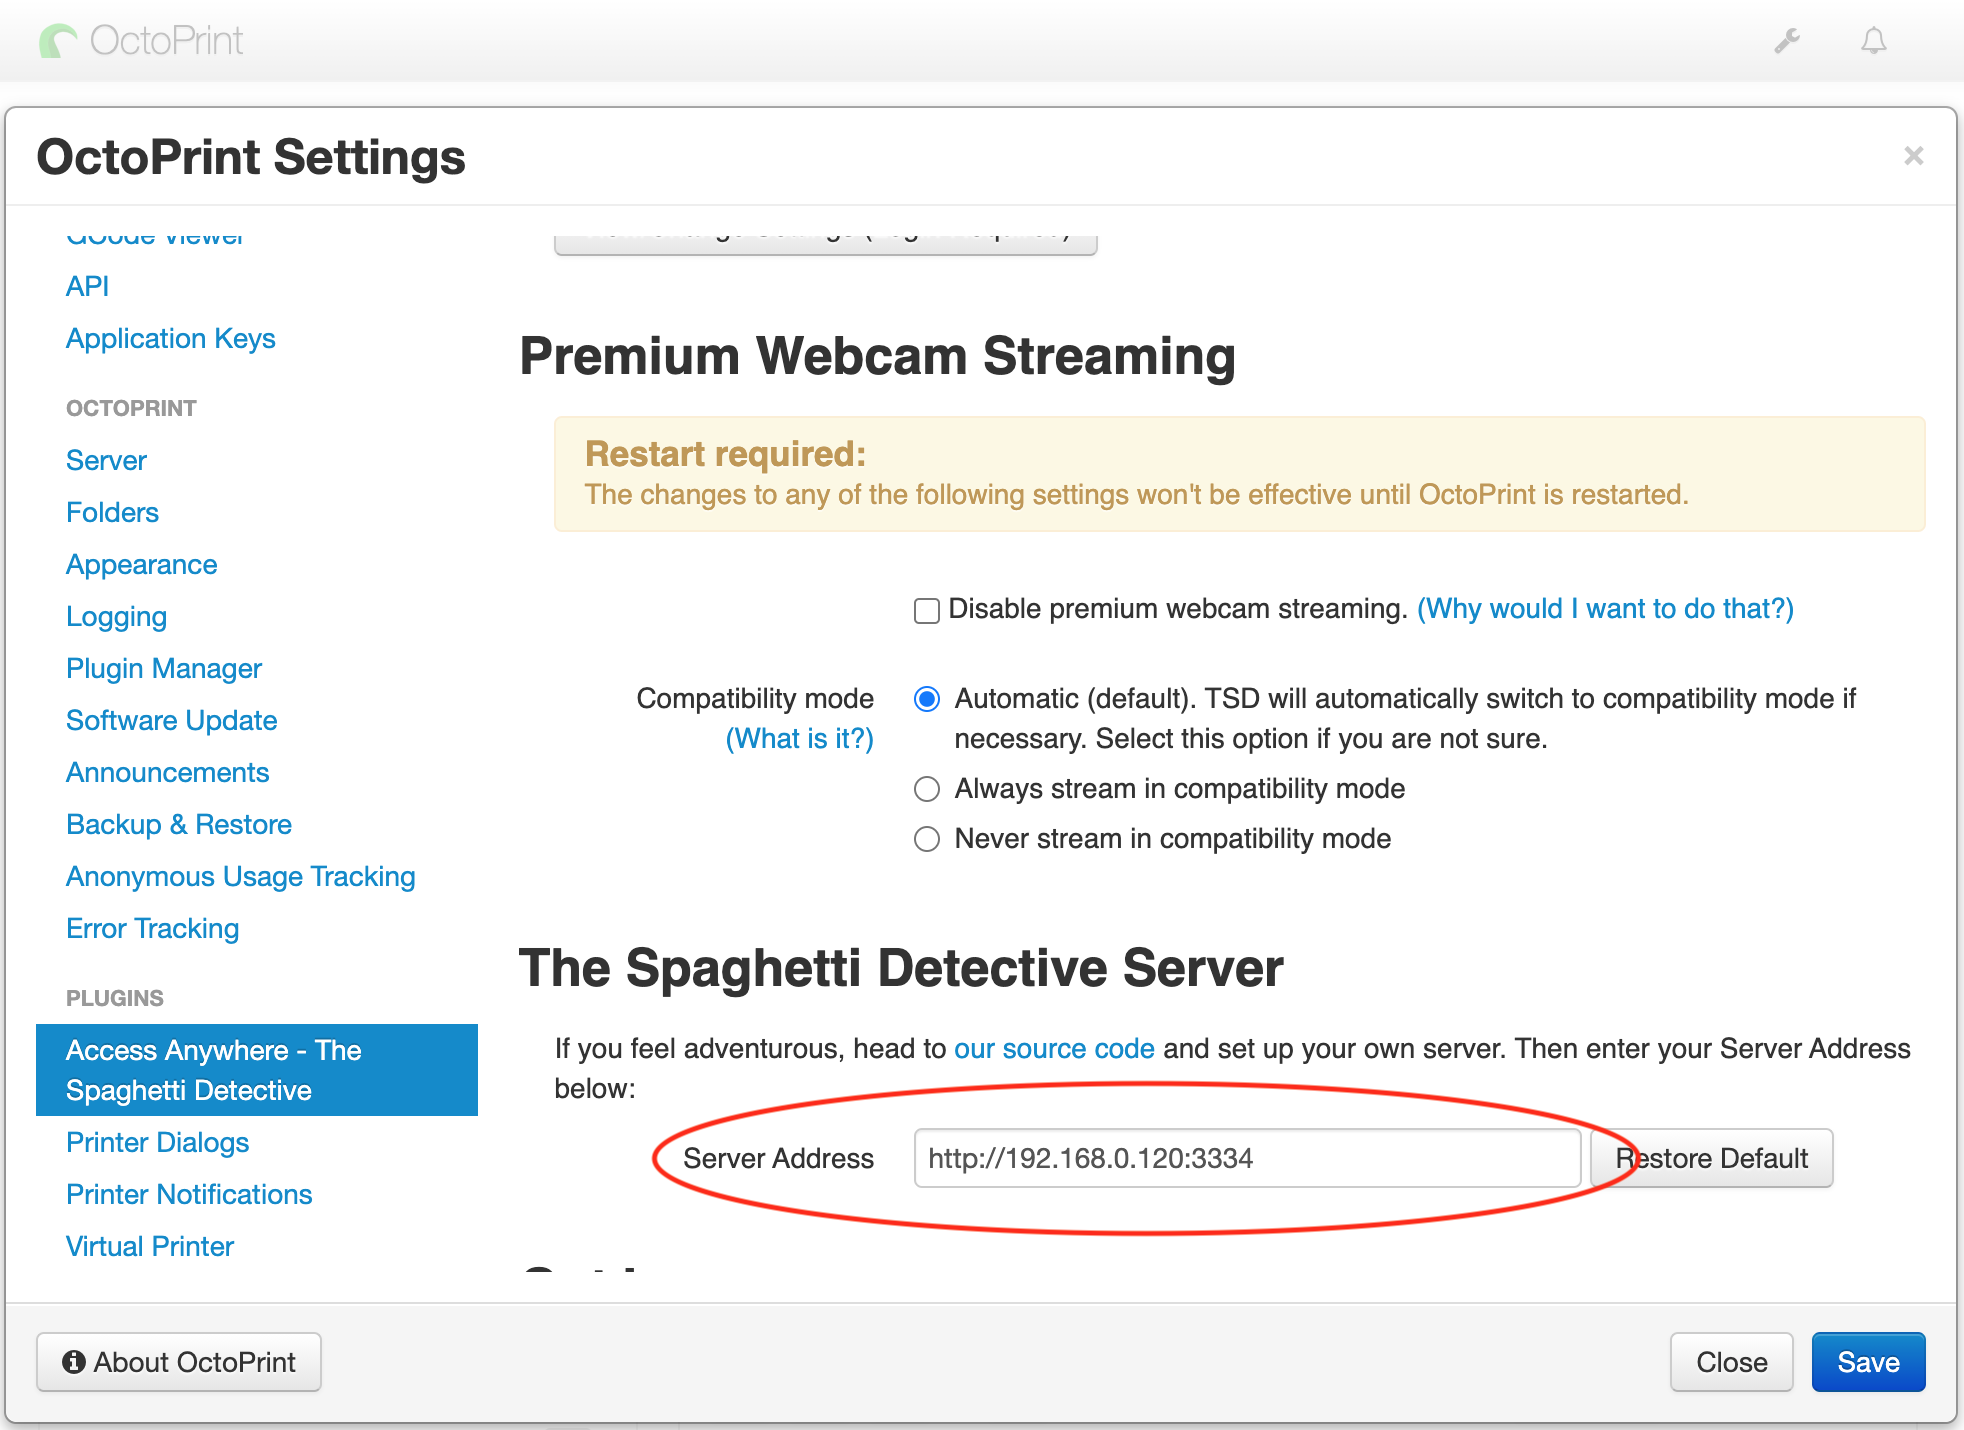 OctoPrint
OctoPrint Settings
×
GCode Viewer
API
Application Keys
OCTOPRINT
Server
Folders
Appearance
Logging
Plugin Manager
Software Update
Announcements
Backup & Restore
Anonymous Usage Tracking
Error Tracking
PLUGINS
Access Anywhere - The
Spaghetti Detective
Printer Dialogs
Printer Notifications
Virtual Printer
Premium Webcam Streaming
Restart required:
The changes to any of the following settings won't be effective until OctoPrint is restarted.
Disable premium webcam streaming. (Why would I want to do that?)
Compatibility mode
(What is it?)
Automatic (default). TSD will automatically switch to compatibility mode if
necessary. Select this option if you are not sure.
Always stream in compatibility mode
Never stream in compatibility mode
The Spaghetti Detective Server
If you feel adventurous, head to our source code and set up your own server. Then enter your Server Address
below:
Server Address
http://192.168.0.120:3334
Restore Default
About OctoPrint
Close
Save